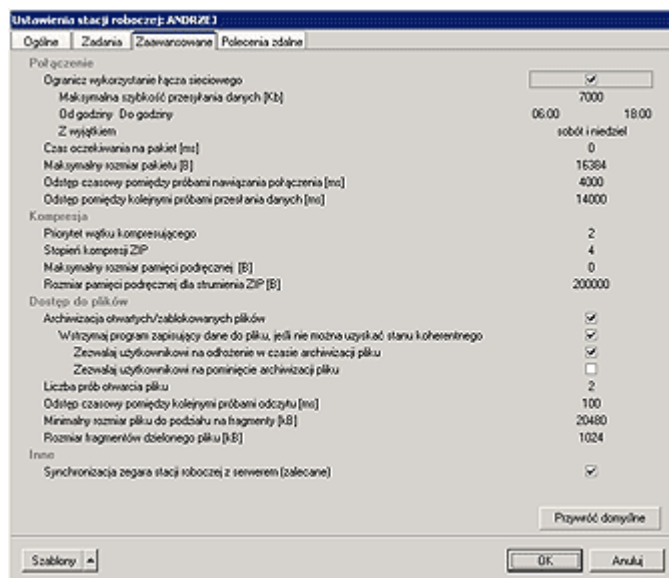 Ustawienia stacji roboczej: ANDRZEJ
Ogólne Zadania Zaawansowane Polecenia zdalne
Połączenie
Ogranicz wykorzystanie łącza sieciowego
Maksymalna szybkość przesyłania danych [Kb] 7000
Od godziny Do godziny 06:00 18:00
Z wyjątkiem sobót i niedziel
Czas oczekiwania na pakiet [ms] 0
Maksymalny rozmiar pakietu [B] 16384
Odstęp czasowy pomiędzy próbami nawiązania połączenia [ms] 4000
Odstęp pomiędzy kolejnymi próbami przesłania danych [ms] 14000
Kompresja
Priorytet wątku kompresującego 2
Stopień kompresji ZIP 4
Maksymalny rozmiar pamięci podręcznej [B] 0
Rozmiar pamięci podręcznej dla strumienia ZIP [B] 200000
Dostęp do plików
Archiwizacja otwartych/zablokowanych plików
Wstrzymaj program zapisujący dane do pliku, jeśli nie można uzyskać stanu koherentnego
Zezwalaj użytkownikowi na odłożenie w czasie archiwizacji pliku
Zezwalaj użytkownikowi na pominięcie archiwizacji pliku
Liczba prób otwarcia pliku 2
Odstęp czasowy pomiędzy kolejnymi próbami odczytu [ms] 100
Minimalny rozmiar pliku do podziału na fragmenty [kB] 20480
Rozmiar fragmentów dzielonego pliku [kB] 1024
Inne
Synchronizacja zegara stacji roboczej z serwerem (zalecane)
Przywróć domyślne
Szablony OK Anuluj